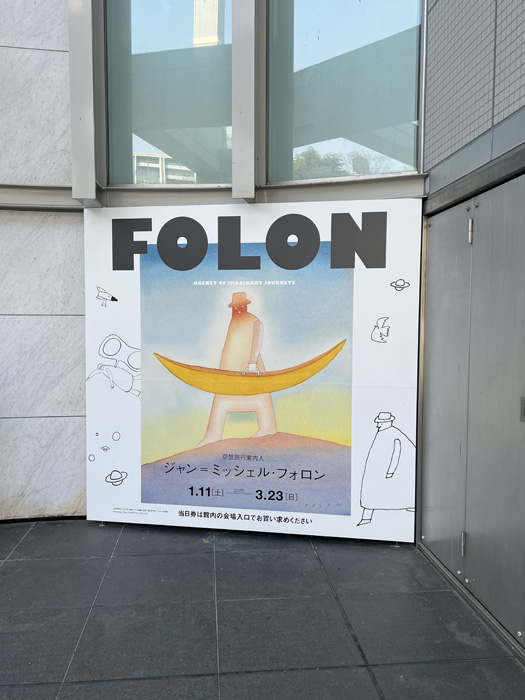 FOLON
AGENCY OF IMAGINARY JOURNEYS
空想旅行案内人
ジャン＝ミッシェル・フォロン
1.11[土] 2025 3.23[日]
当日券は館内の会場入口でお買い求めください